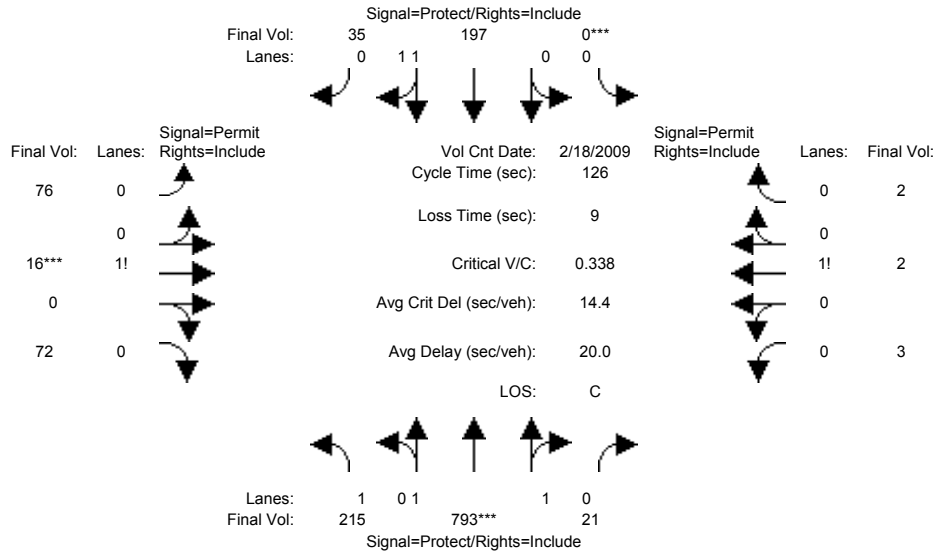 Signal=Protect/Rights=Include
Final Vol: 35 197 0***
Lanes: 0 1 1 0 0
Signal=Permit Signal=Permit
Final Vol: Lanes: Rights=Include Vol Cnt Date: 2/18/2009 Rights=Include Lanes: Final Vol:
Cycle Time (sec): 126
76 0 0 2
Loss Time (sec): 9
0 0
16*** 1! Critical V/C: 0.338 1! 2
0 0 Avg Crit Del (sec/veh): 14.4 0
72 0 Avg Delay (sec/veh): 20.0 0 3
LOS: C
Lanes: 1 0 1 1 0
Final Vol: 215 793*** 21
Signal=Protect/Rights=Include